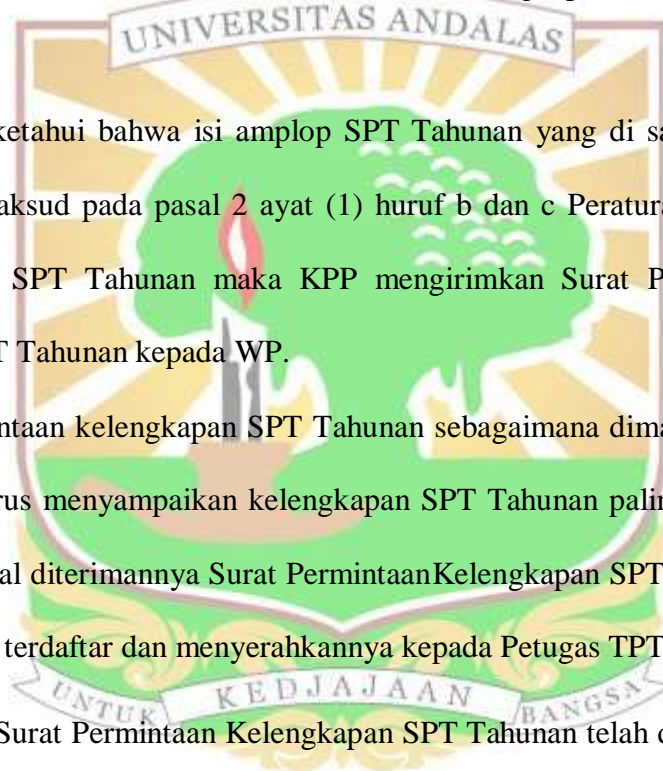 UNIVERSITAS ANDALAS
ketahui bahwa isi amplop SPT Tahunan yang di sa
aksud pada pasal 2 ayat (1) huruf b dan c Peratura
SPT Tahunan maka KPP mengirimkan Surat P
T Tahunan kepada WP.
ntaan kelengkapan SPT Tahunan sebagaimana dima
rus menyampaikan kelengkapan SPT Tahunan palin
al diterimannya Surat PermintaanKelengkapan SPT
terdaftar dan menyerahkannya kepada Petugas TPT
UNTUK KEDJAJAAN BANGSA
Surat Permintaan Kelengkapan SPT Tahunan telah d